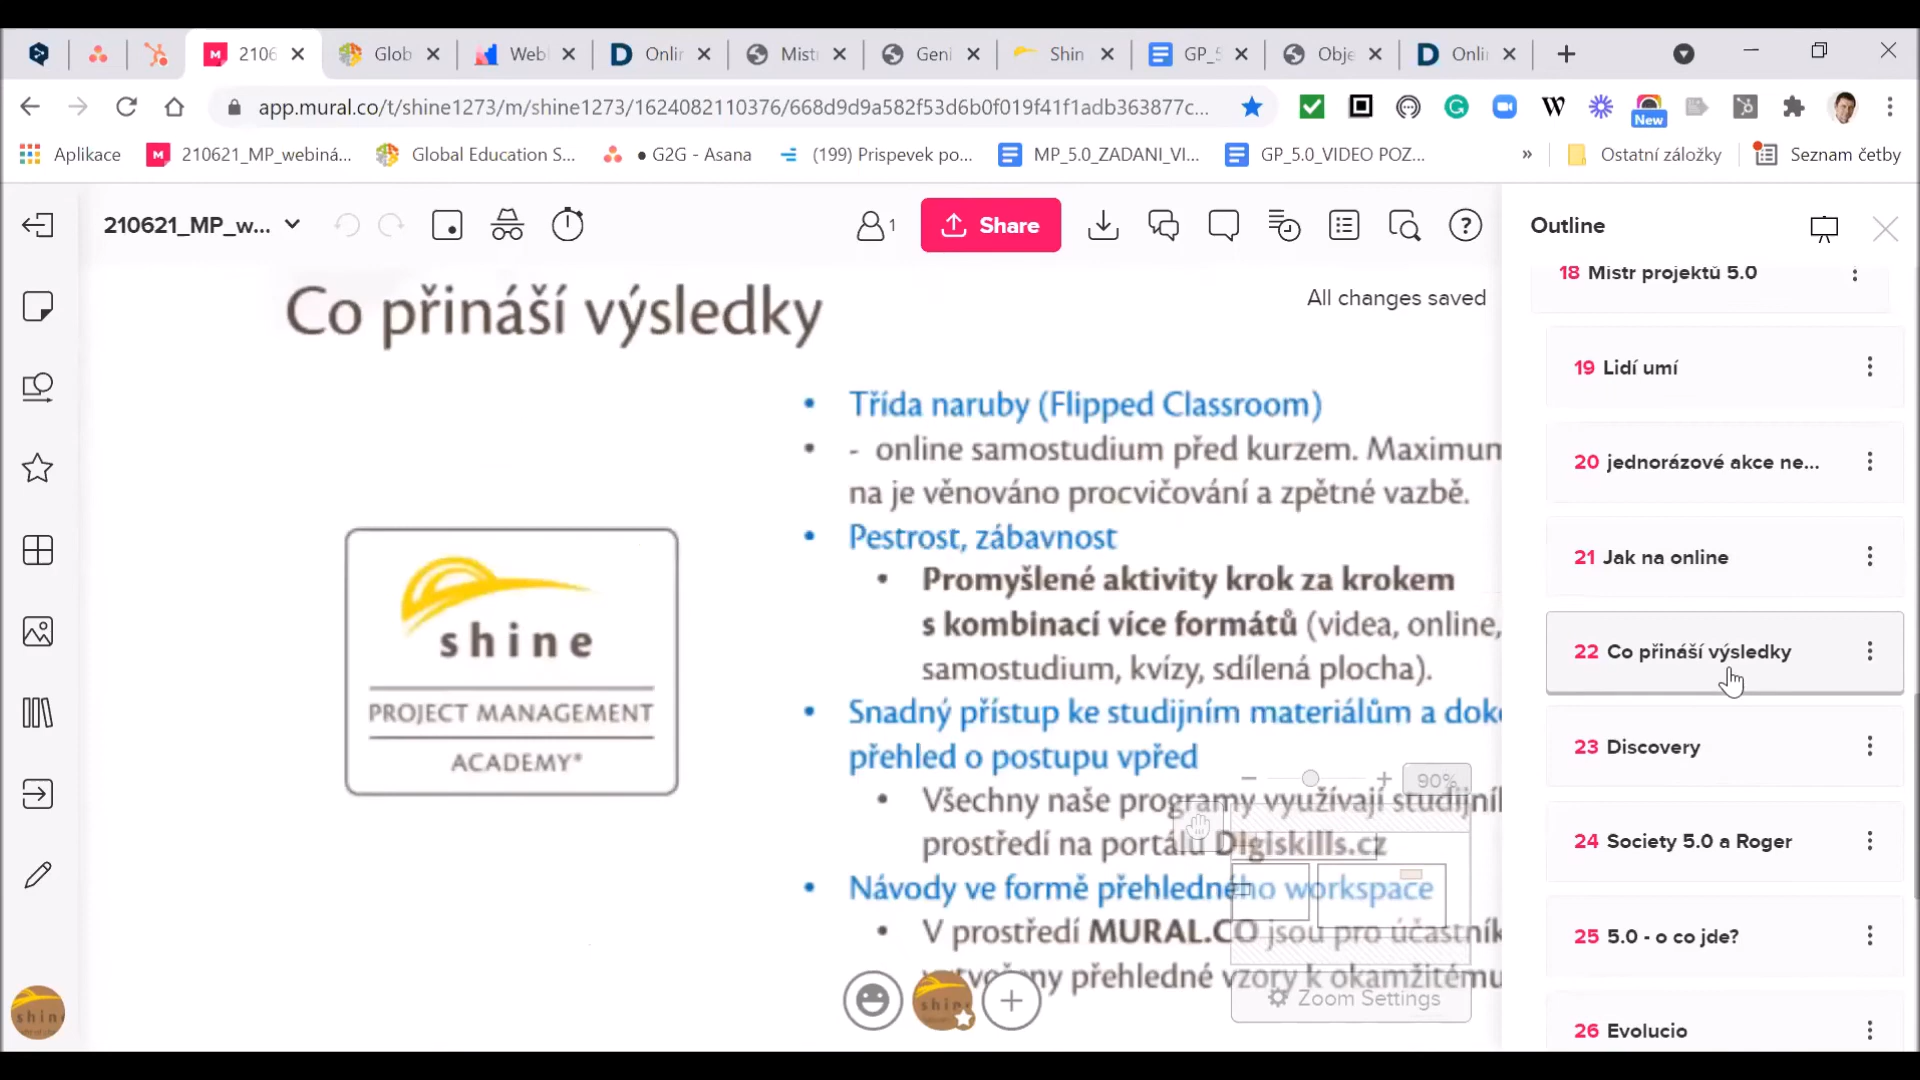 210
Glob
Webl
Onli
Mist
Geni
Shin
GP_5
Obje
Onli
app.mural.co/t/shine1273/m/shine1273/1624082110376/668d9d9a582f53d6b0f019f41f1adb363877c...
New
Aplikace
210621_MP_webiná...
Global Education S...
• G2G - Asana
(199) Prispevek po...
MP_5.0_ZADANI_VI...
GP_5.0_VIDEO POZ...
»
Ostatní záložky
Seznam četby
210621_MP_w...
1
Share
Outline
All changes saved
Co přináší výsledky
• Třída naruby (Flipped Classroom)
• - online samostudium před kurzem. Maximum
na je věnováno procvičování a zpětné vazbě.
• Pestrost, zábavnost
• Promyšlené aktivity krok za krokem
s kombinací více formátů (videa, online,
samostudium, kvízy, sdílená plocha).
• Snadný přístup ke studijním materiálům a dok
přehled o postupu vpřed
• Všechny naše programy využívají studijní
prostředí na portálu Digiskills.cz
• Návody ve formě přehledného workspace
• V prostředí MURAL.CO jsou pro účastník
vytvořeny přehledné vzory k okamžitému
shine
PROJECT MANAGEMENT
ACADEMY®
90%
Zoom Settings
shine
shin
18 Mistr projektů 5.0
19 Lidí umí
20 jednorázové akce ne...
21 Jak na online
22 Co přináší výsledky
23 Discovery
24 Society 5.0 a Roger
25 5.0 - o co jde?
26 Evolucio